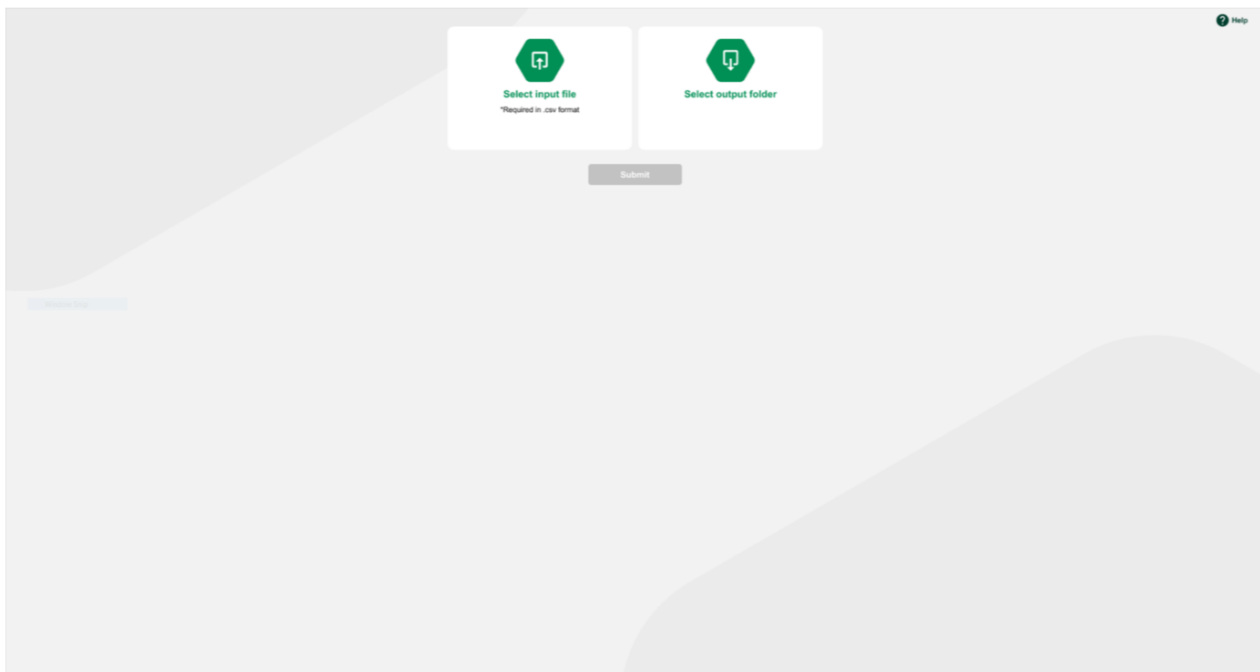 Help
Select input file
Select output folder
*Required in .csv format
Submit